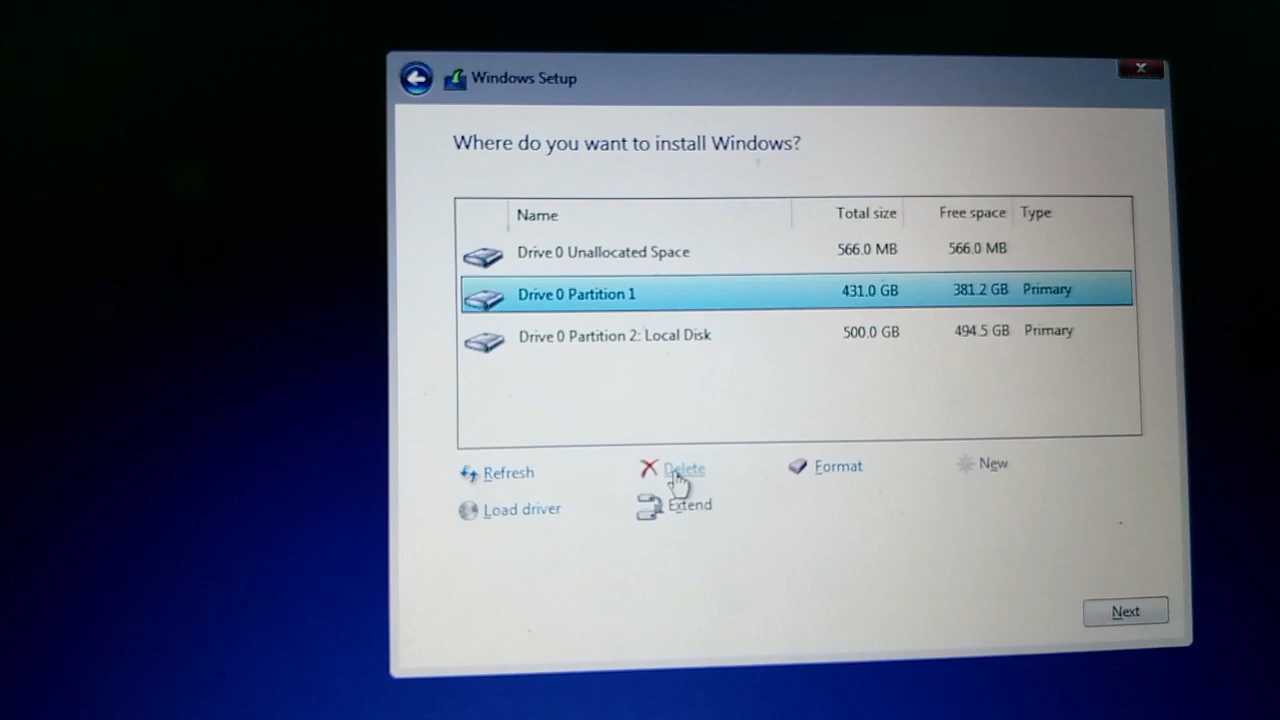 Windows Setup
Where do you want to install Windows?
Name Total size Free space Type
Drive 0 Unallocated Space 566.0 MB 566.0 MB
Drive 0 Partition 1 431.0 GB 381.2 GB Primary
Drive 0 Partition 2: Local Disk 500.0 GB 494.5 GB Primary
Refresh Delete Format New
Load driver Extend
Next